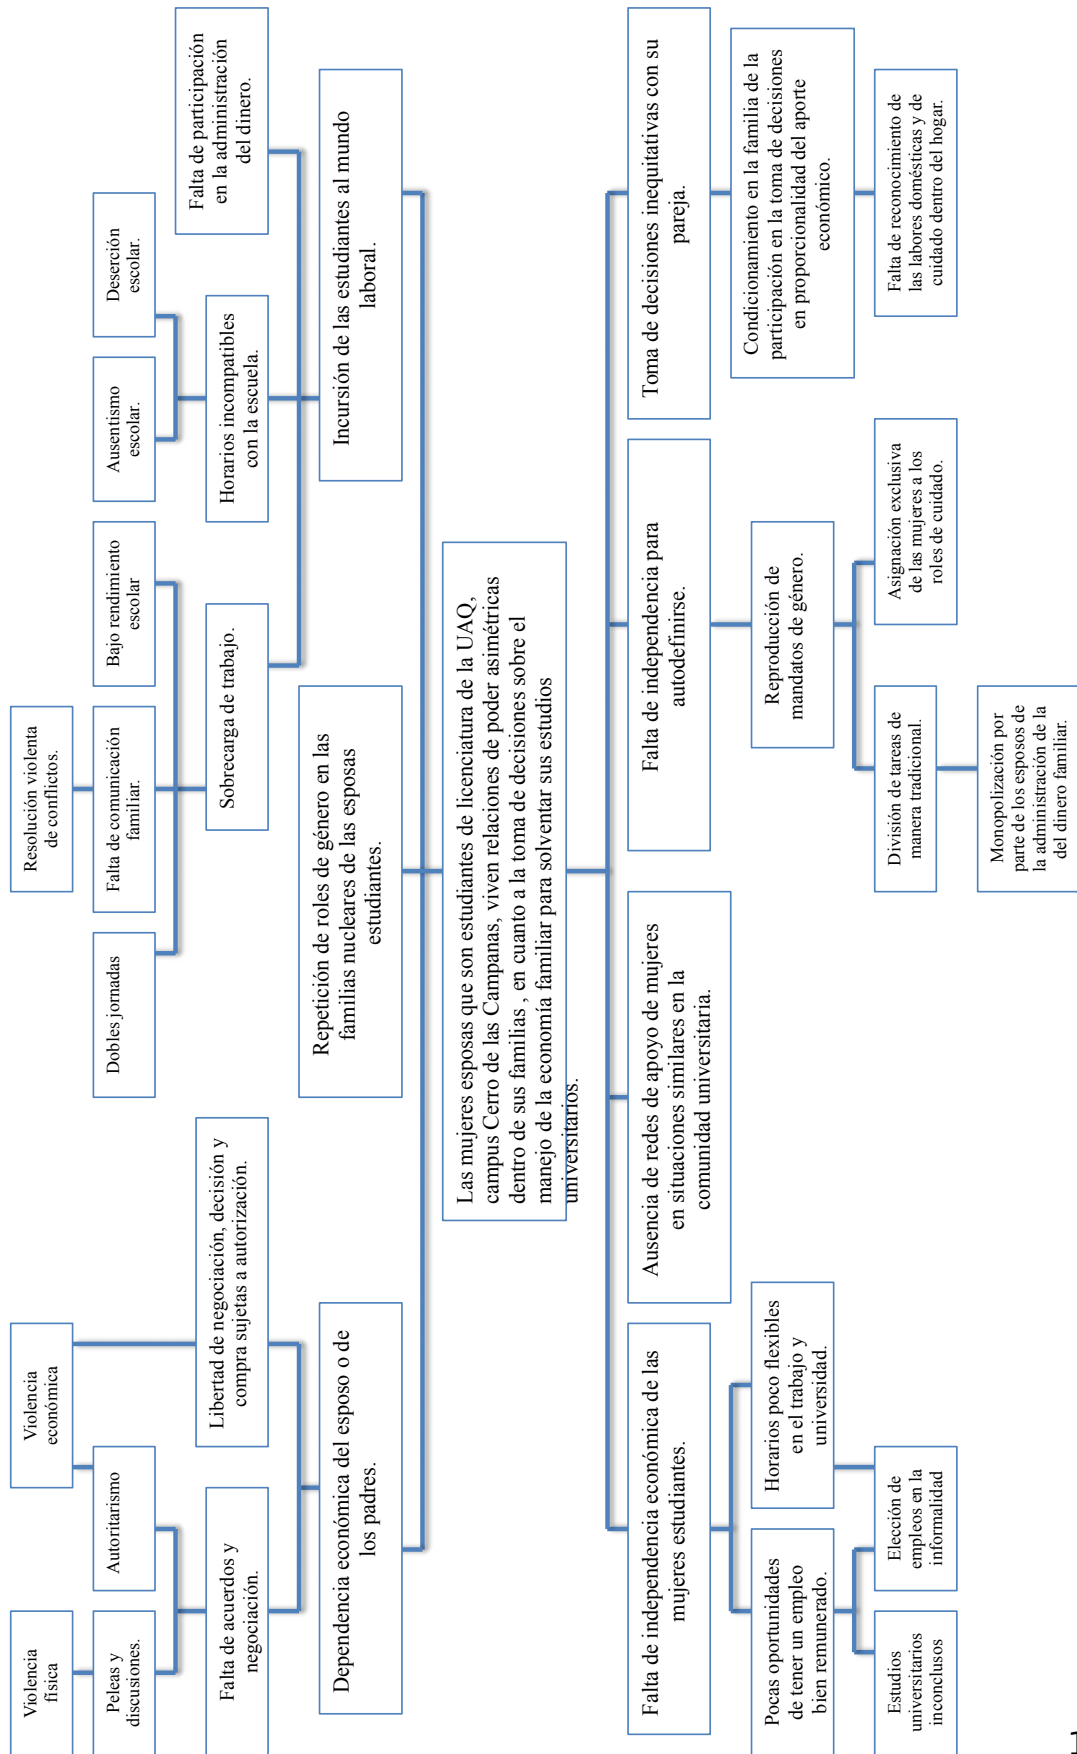 Violencia
física
Violencia
económica
Resolución violenta
de conflictos.
Peleas y
discusiones.
Autoritarismo
Dobles jornadas
Falta de comunicación
familiar.
Bajo rendimiento
escolar
Ausentismo
escolar.
Deserción
escolar.
Falta de acuerdos y
negociación.
Libertad de negociación, decisión y
compra sujetas a autorización.
Sobrecarga de trabajo.
Horarios incompatibles
con la escuela.
Falta de participación
en la administración
del dinero.
Dependencia económica del esposo o de
los padres.
Repetición de roles de género en las
familias nucleares de las esposas
estudiantes.
Incursión de las estudiantes al mundo
laboral.
Las mujeres esposas que son estudiantes de licenciatura de la UAQ,
campus Cerro de las Campanas, viven relaciones de poder asimétricas
dentro de sus familias , en cuanto a la toma de decisiones sobre el
manejo de la economía familiar para solventar sus estudios
universitarios.
Falta de independencia económica de las
mujeres estudiantes.
Ausencia de redes de apoyo de mujeres
en situaciones similares en la
comunidad universitaria.
Falta de independencia para
autodefinirse.
Toma de decisiones inequitativas con su
pareja.
Pocas oportunidades
de tener un empleo
bien remunerado.
Horarios poco flexibles
en el trabajo y
universidad.
Reproducción de
mandatos de género.
Condicionamiento en la familia de la
participación en la toma de decisiones
en proporcionalidad del aporte
económico.
Estudios
universitarios
inconclusos
Elección de
empleos en la
informalidad
División de tareas de
manera tradicional.
Asignación exclusiva
de las mujeres a los
roles de cuidado.
Falta de reconocimiento de
las labores domésticas y de
cuidado dentro del hogar.
Monopolización por
parte de los esposos de
la administración de la
del dinero familiar.